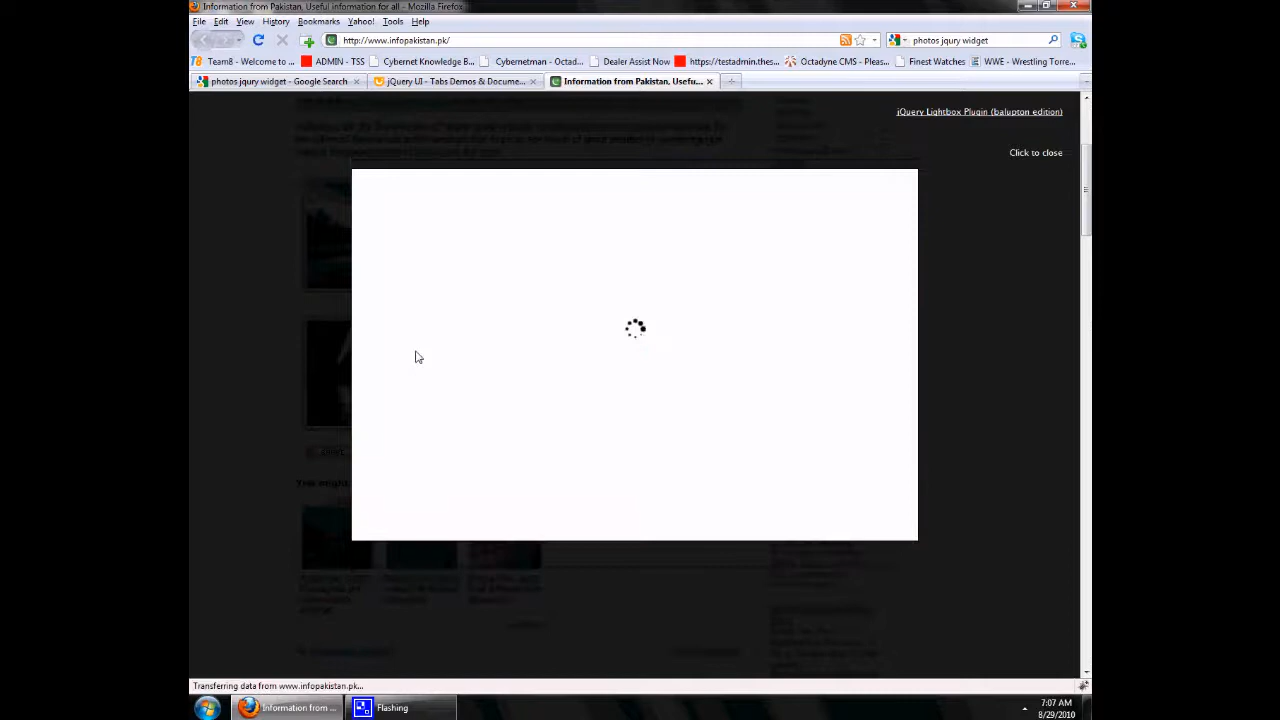 Information from Pakistan, Useful information for all - Mozilla Firefox
File Edit View History Bookmarks Yahoo! Tools Help
http://www.infopakistan.pk/ photos jqury widget
Team8 - Welcome to ... ADMIN - TSS Cybernet Knowledge B... Cybernetman - Octad... Dealer Assist Now https://testadmin.thes... Octadyne CMS - Pleas... Finest Watches WWE - Wrestling Torre...
photos jqury widget - Google Search jQuery UI - Tabs Demos & Docume... Information from Pakistan, Usefu...
jQuery Lightbox Plugin (balupton edition)
Click to close
Transferring data from www.infopakistan.pk...
Information from ... Flashing 7:07 AM
8/29/2010